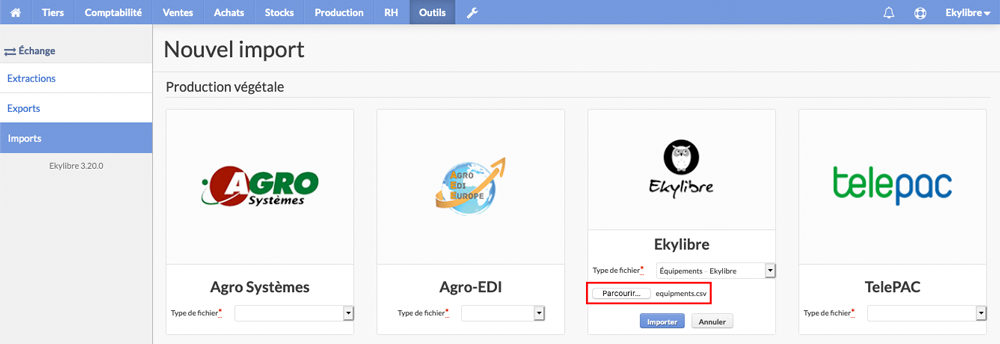 Tiers Comptabilité Ventes Achats Stocks Production RH Outils Ekylibre
Échange
Extractions
Exports
Imports
Ekylibre 3.20.0
Nouvel import
Production végétale
AGRO
Systèmes
AGRO
EDI
EUROPE
Ekylibre
telepac
Agro Systèmes
Type de fichier*
Agro-EDI
Type de fichier*
Ekylibre
Type de fichier* Équipements - Ekylibre
Parcourir... equipments.csv
Importer Annuler
TelePAC
Type de fichier*